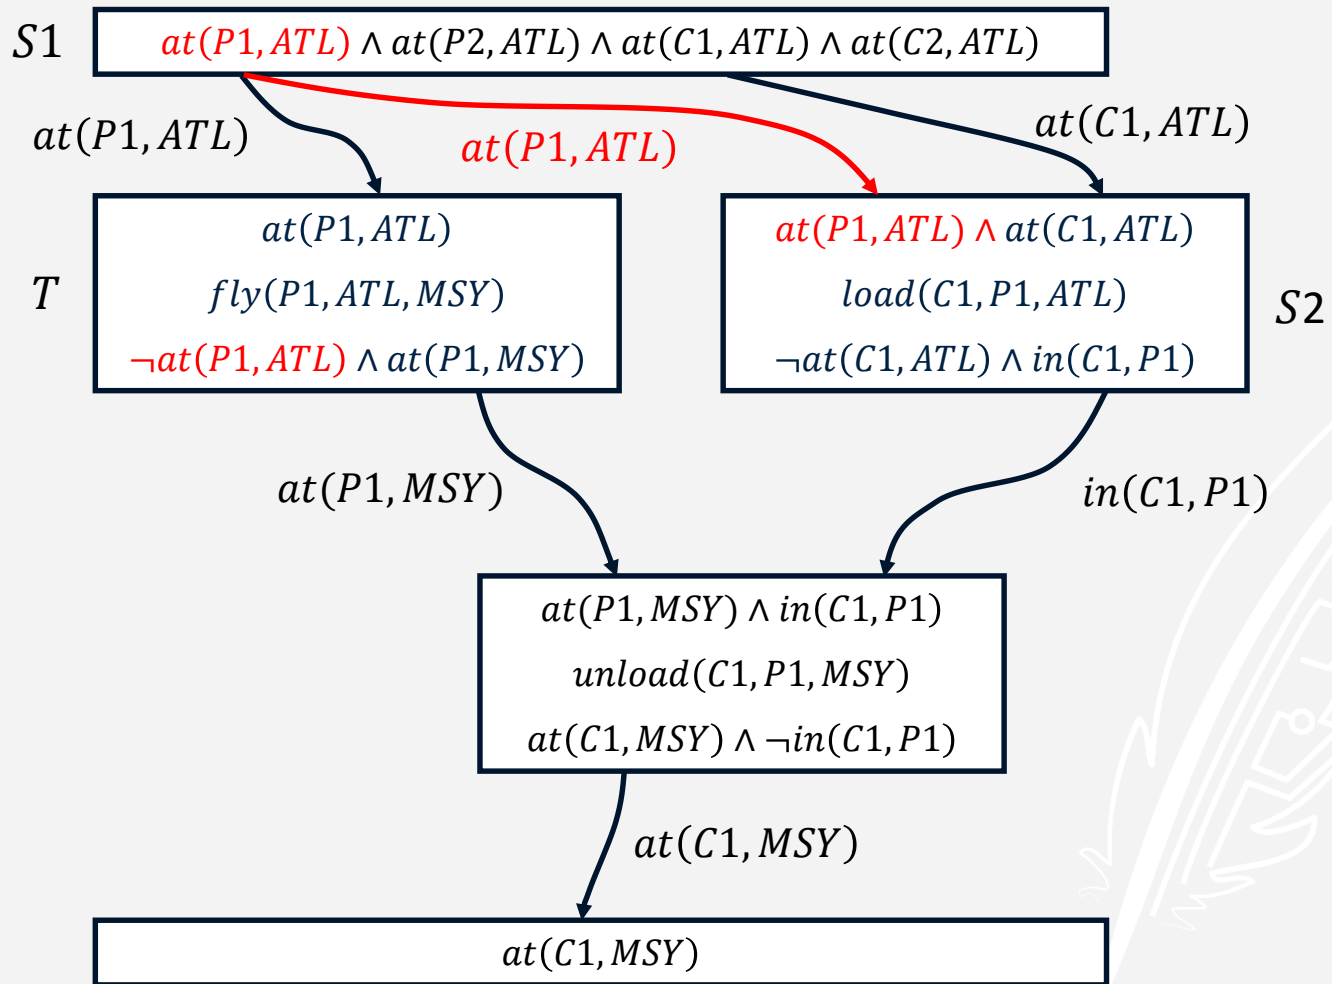 S1
at(P1, ATL) ∧ at(P2, ATL) ∧ at(C1, ATL) ∧ at(C2, ATL)
at(P1, ATL)
at(P1, ATL)
at(C1, ATL)
T
at(P1, ATL)
fly(P1, ATL, MSY)
¬at(P1, ATL) ∧ at(P1, MSY)
at(P1, ATL) ∧ at(C1, ATL)
load(C1, P1, ATL)
¬at(C1, ATL) ∧ in(C1, P1)
S2
at(P1, MSY)
in(C1, P1)
at(P1, MSY) ∧ in(C1, P1)
unload(C1, P1, MSY)
at(C1, MSY) ∧ ¬in(C1, P1)
at(C1, MSY)
at(C1, MSY)